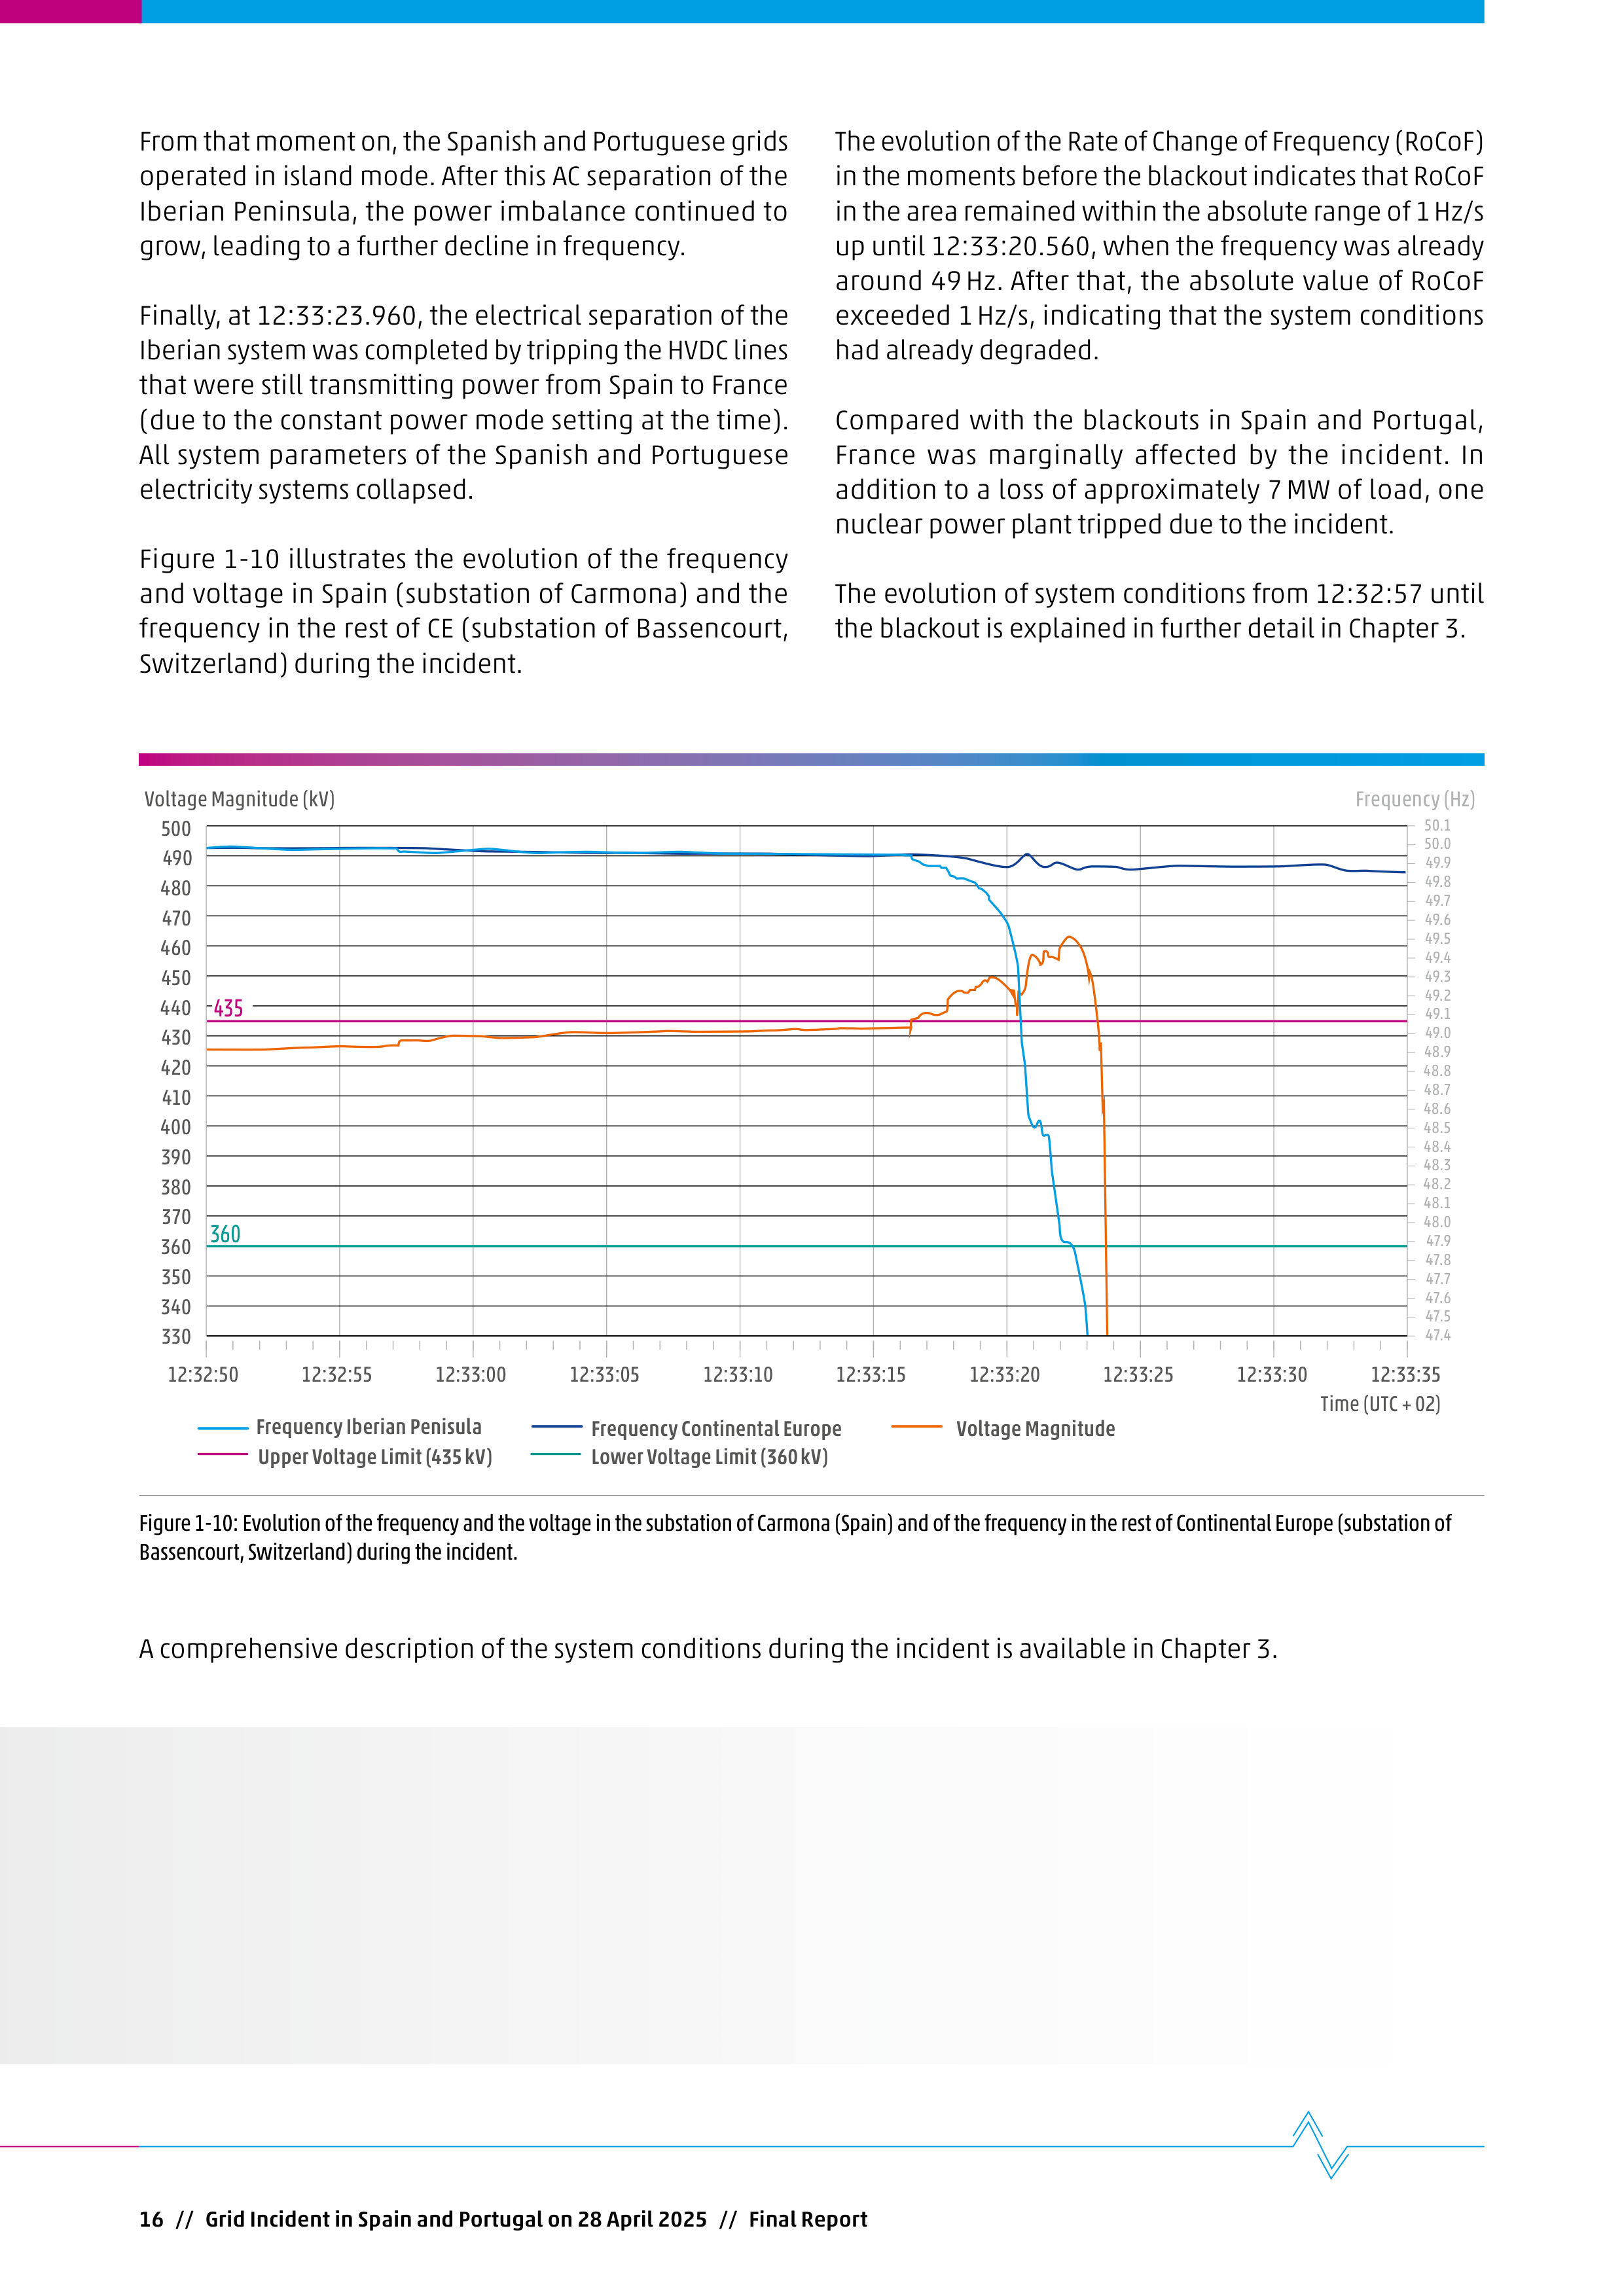 From that moment on, the Spanish and Portuguese grids
operated in island mode. After this AC separation of the
Iberian Peninsula, the power imbalance continued to
grow, leading to a further decline in frequency.
Finally, at 12:33:23.960, the electrical separation of the
Iberian system was completed by tripping the HVDC lines
that were still transmitting power from Spain to France
(due to the constant power mode setting at the time).
All system parameters of the Spanish and Portuguese
electricity systems collapsed.
Figure 1-10 illustrates the evolution of the frequency
and voltage in Spain (substation of Carmona) and the
frequency in the rest of CE (substation of Bassencourt,
Switzerland) during the incident.
The evolution of the Rate of Change of Frequency (RoCoF)
in the moments before the blackout indicates that RoCoF
in the area remained within the absolute range of 1 Hz/s
up until 12:33:20.560, when the frequency was already
around 49 Hz. After that, the absolute value of RoCoF
exceeded 1 Hz/s, indicating that the system conditions
had already degraded.
Compared with the blackouts in Spain and Portugal,
France was marginally affected by the incident. In
addition to a loss of approximately 7 MW of load, one
nuclear power plant tripped due to the incident.
The evolution of system conditions from 12:32:57 until
the blackout is explained in further detail in Chapter 3.
Voltage Magnitude (kV)
Frequency (Hz)
500
490
480
470
460
450
440
430
420
410
400
390
380
370
360
350
340
330
435
360
50.1
50.0
49.9
49.8
49.7
49.6
49.5
49.4
49.3
49.2
49.1
49.0
48.9
48.8
48.7
48.6
48.5
48.4
48.3
48.2
48.1
48.0
47.9
47.8
47.7
47.6
47.5
47.4
12:32:50 12:32:55 12:33:00 12:33:05 12:33:10 12:33:15 12:33:20 12:33:25 12:33:30 12:33:35
Time (UTC + 02)
Frequency Iberian Penisula Frequency Continental Europe Voltage Magnitude
Upper Voltage Limit (435 kV) Lower Voltage Limit (360 kV)
Figure 1-10: Evolution of the frequency and the voltage in the substation of Carmona (Spain) and of the frequency in the rest of Continental Europe (substation of
Bassencourt, Switzerland) during the incident.
A comprehensive description of the system conditions during the incident is available in Chapter 3.
16 // Grid Incident in Spain and Portugal on 28 April 2025 // Final Report